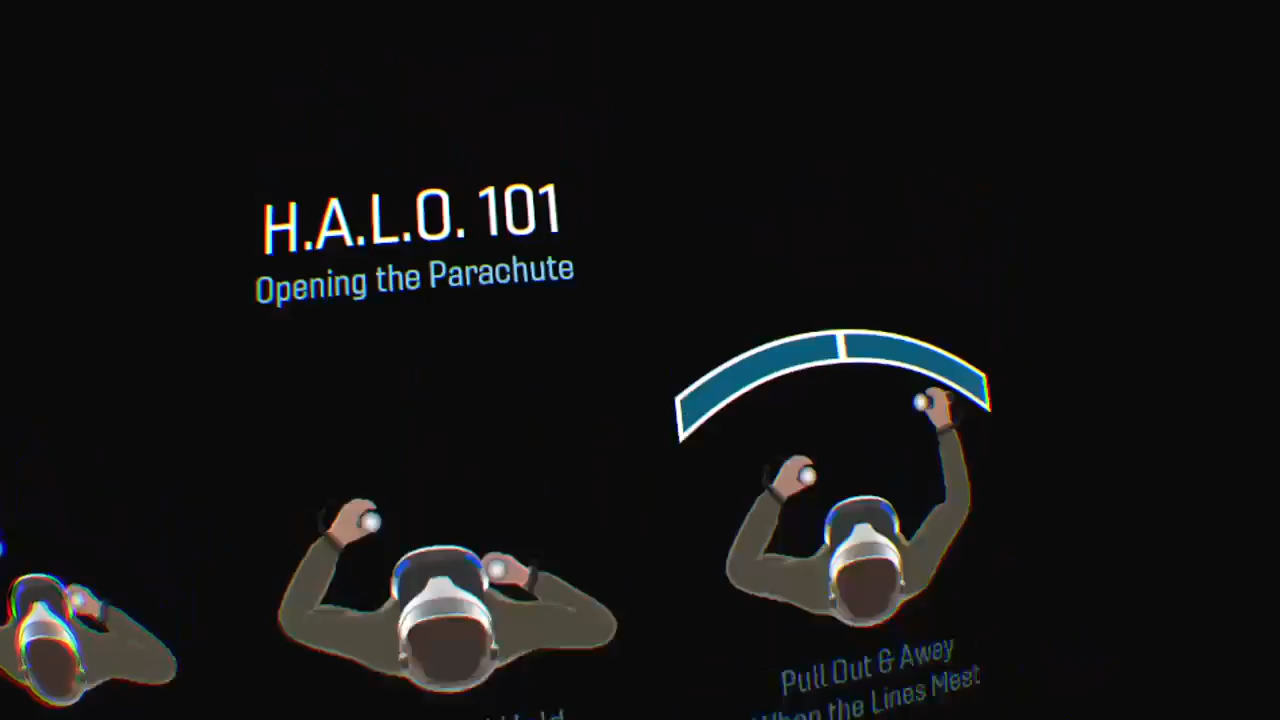 H.A.L.O. 101
Opening the Parachute
Pull Out & Away
When the Lines Meet